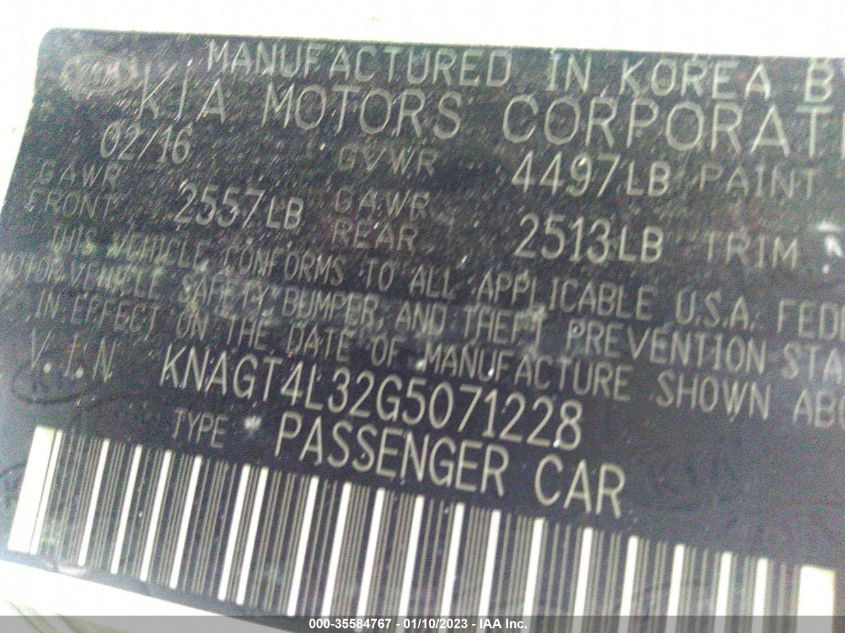 MANUFACTURED IN KOREA B
KIA MOTORS CORPORATI
02/16 GVWR 4497LB PAINT
GAWR FRONT 2557LB GAWR REAR 2513LB TRIM
THIS VEHICLE CONFORMS TO ALL APPLICABLE U.S.A. FEDE
MOTOR VEHICLE SAFETY, BUMPER, AND THEFT PREVENTION STA
IN EFFECT ON THE DATE OF MANUFACTURE SHOWN ABO
V.I.N KNAGT4L32G5071228
TYPE : PASSENGER CAR
000-35584767 — 01/10/2023 — IAA Inc.